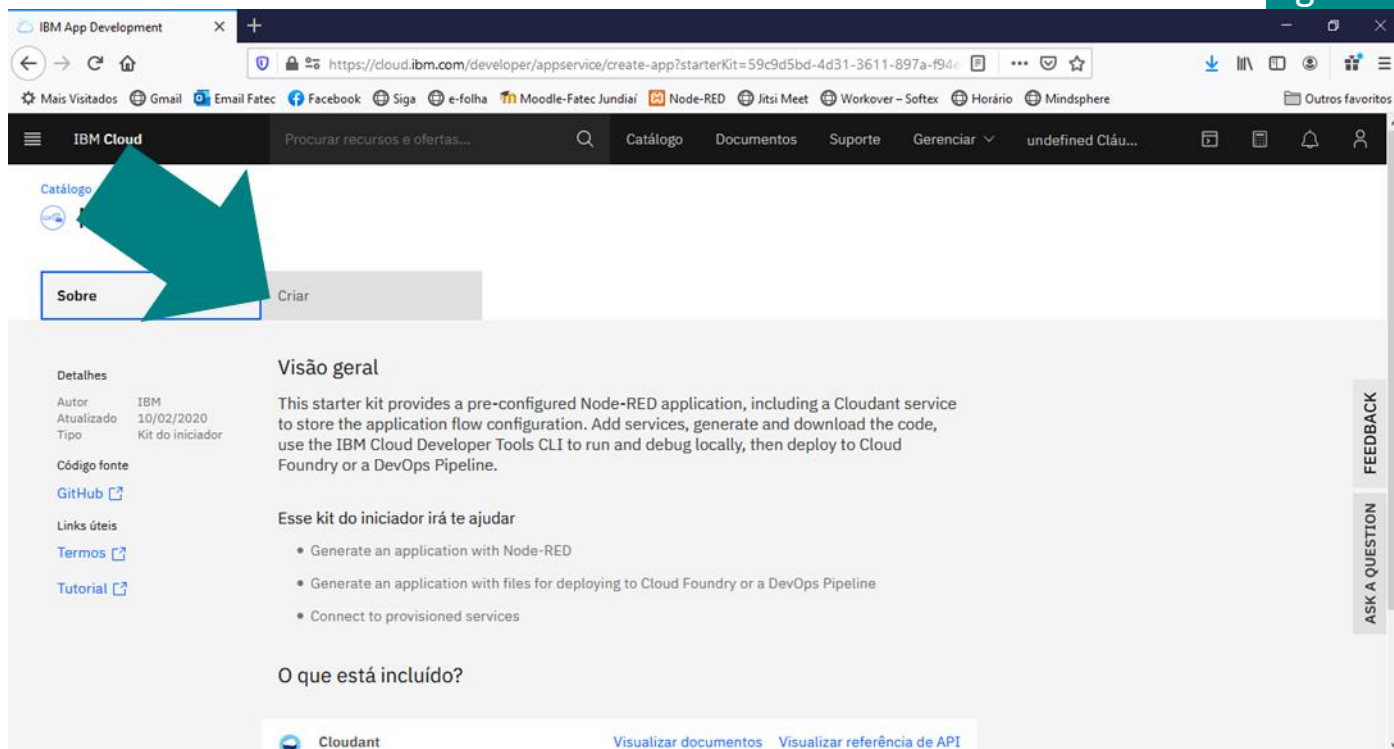 IBM App Development
https://cloud.ibm.com/developer/appservice/create-app?starterKit=59c9d5bd-4d31-3611-897a-f94
Mais Visitados Gmail Email Fatec Facebook Siga e-folha Moodle-Fatec Jundiaí Node-RED Jitsi Meet Workover – Softex Horário Mindsphere Outros favoritos
IBM Cloud Procurar recursos e ofertas... Catálogo Documentos Suporte Gerenciar undefined Cláu...
Catálogo
Sobre Criar
Detalhes
Autor IBM
Atualizado 10/02/2020
Tipo Kit do iniciador
Código fonte
GitHub
Links úteis
Termos
Tutorial
Visão geral
This starter kit provides a pre-configured Node-RED application, including a Cloudant service
to store the application flow configuration. Add services, generate and download the code,
use the IBM Cloud Developer Tools CLI to run and debug locally, then deploy to Cloud
Foundry or a DevOps Pipeline.
Esse kit do iniciador irá te ajudar
• Generate an application with Node-RED
• Generate an application with files for deploying to Cloud Foundry or a DevOps Pipeline
• Connect to provisioned services
O que está incluído?
Cloudant Visualizar documentos Visualizar referência de API
FEEDBACK
ASK A QUESTION